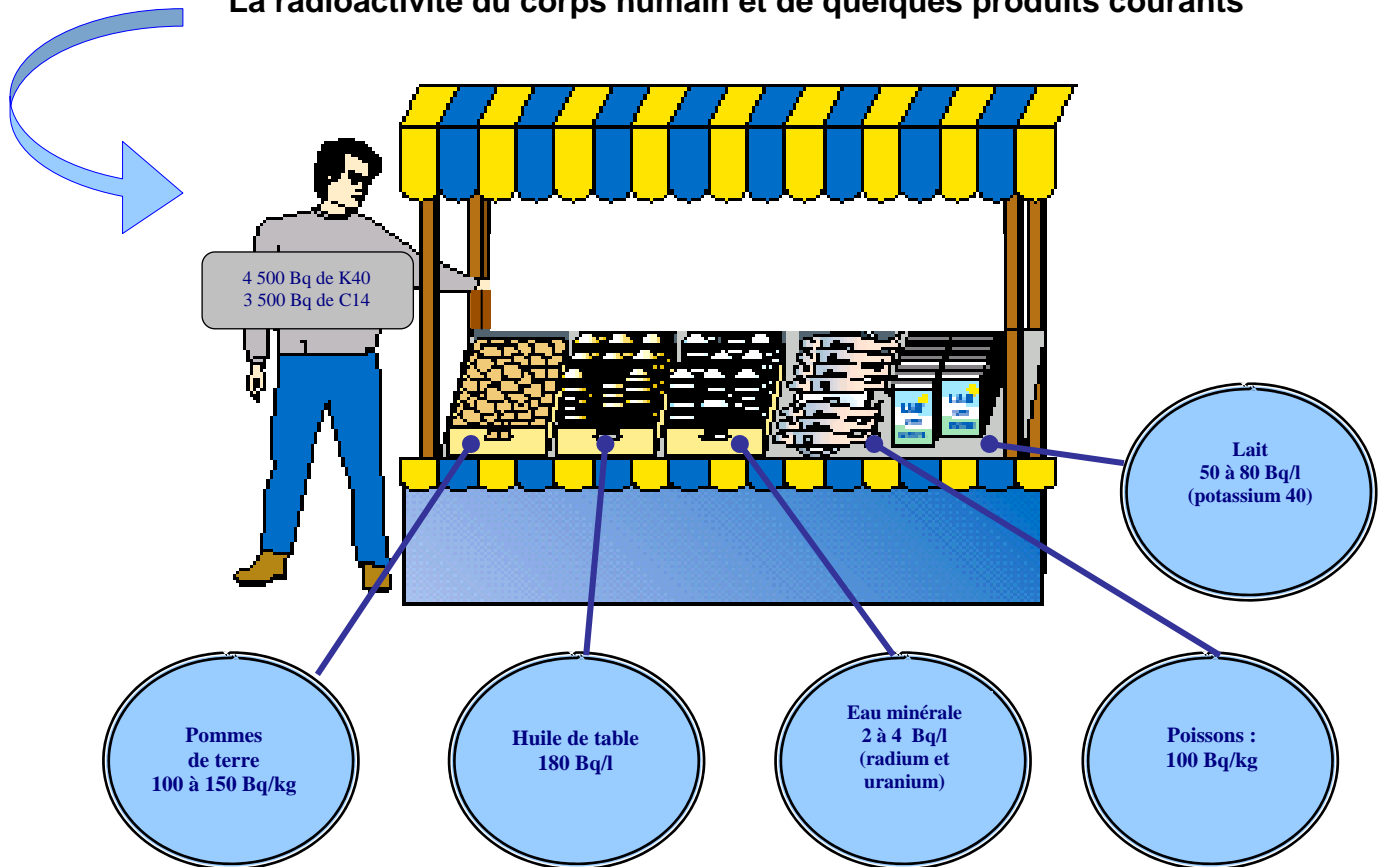 La radioactivité du corps humain et de quelques produits courants
4 500 Bq de K40
3 500 Bq de C14
LAIT
LAIT
Lait
50 à 80 Bq/l
(potassium 40)
Pommes
de terre
100 à 150 Bq/kg
Huile de table
180 Bq/l
Eau minérale
2 à 4 Bq/l
(radium et
uranium)
Poissons :
100 Bq/kg